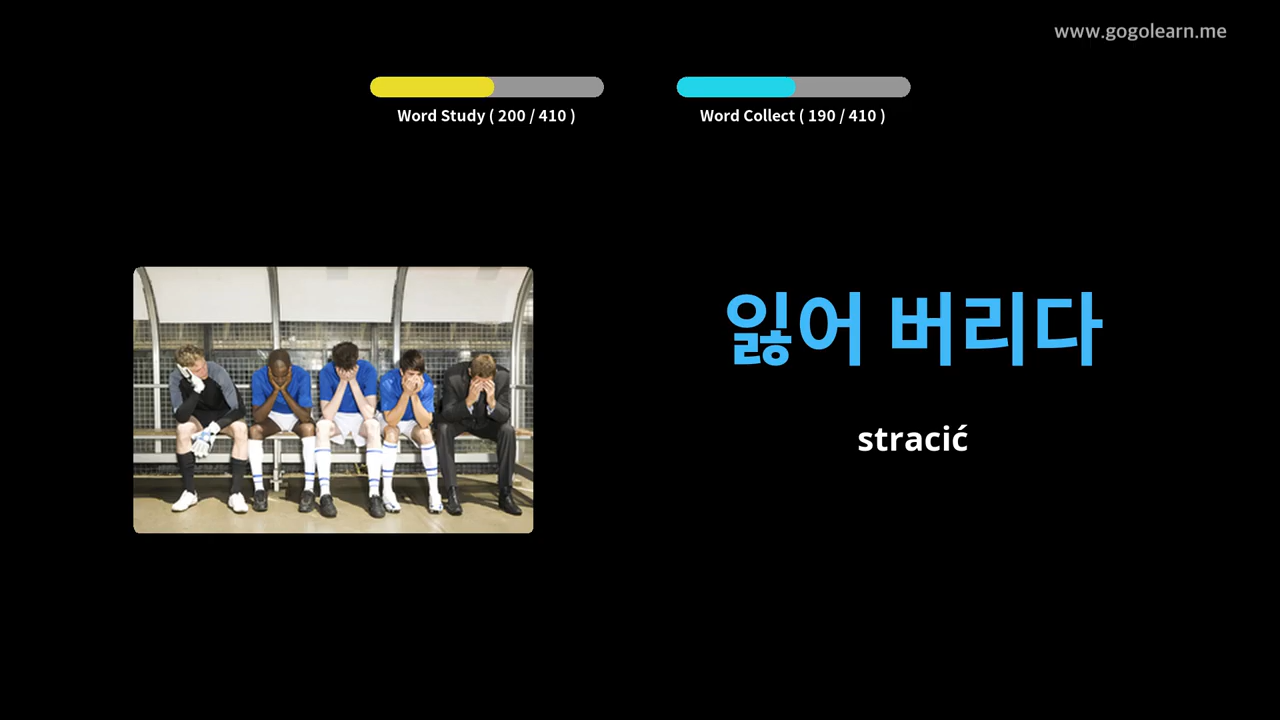 www.gogolearn.me
Word Study ( 200 / 410 )
Word Collect ( 190 / 410 )
잃어 버리다
stracić